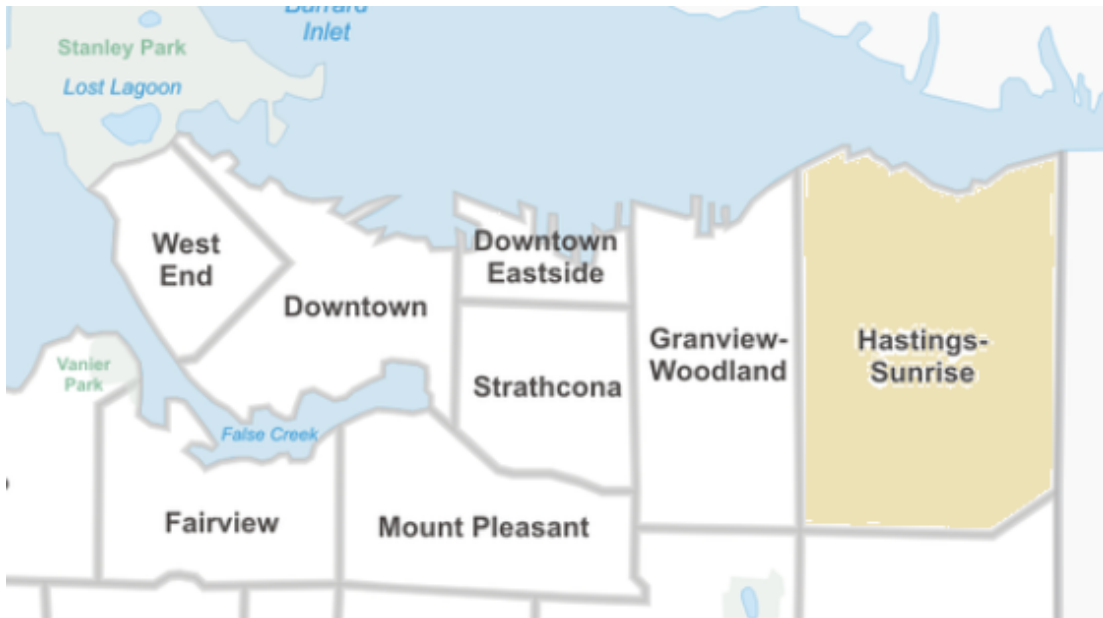 Burrard
Inlet
Stanley Park
Lost Lagoon
West
End
Downtown
Eastside
Downtown
Granview-
Woodland
Hastings-
Sunrise
Vanier
Park
Strathcona
False Creek
Fairview
Mount Pleasant